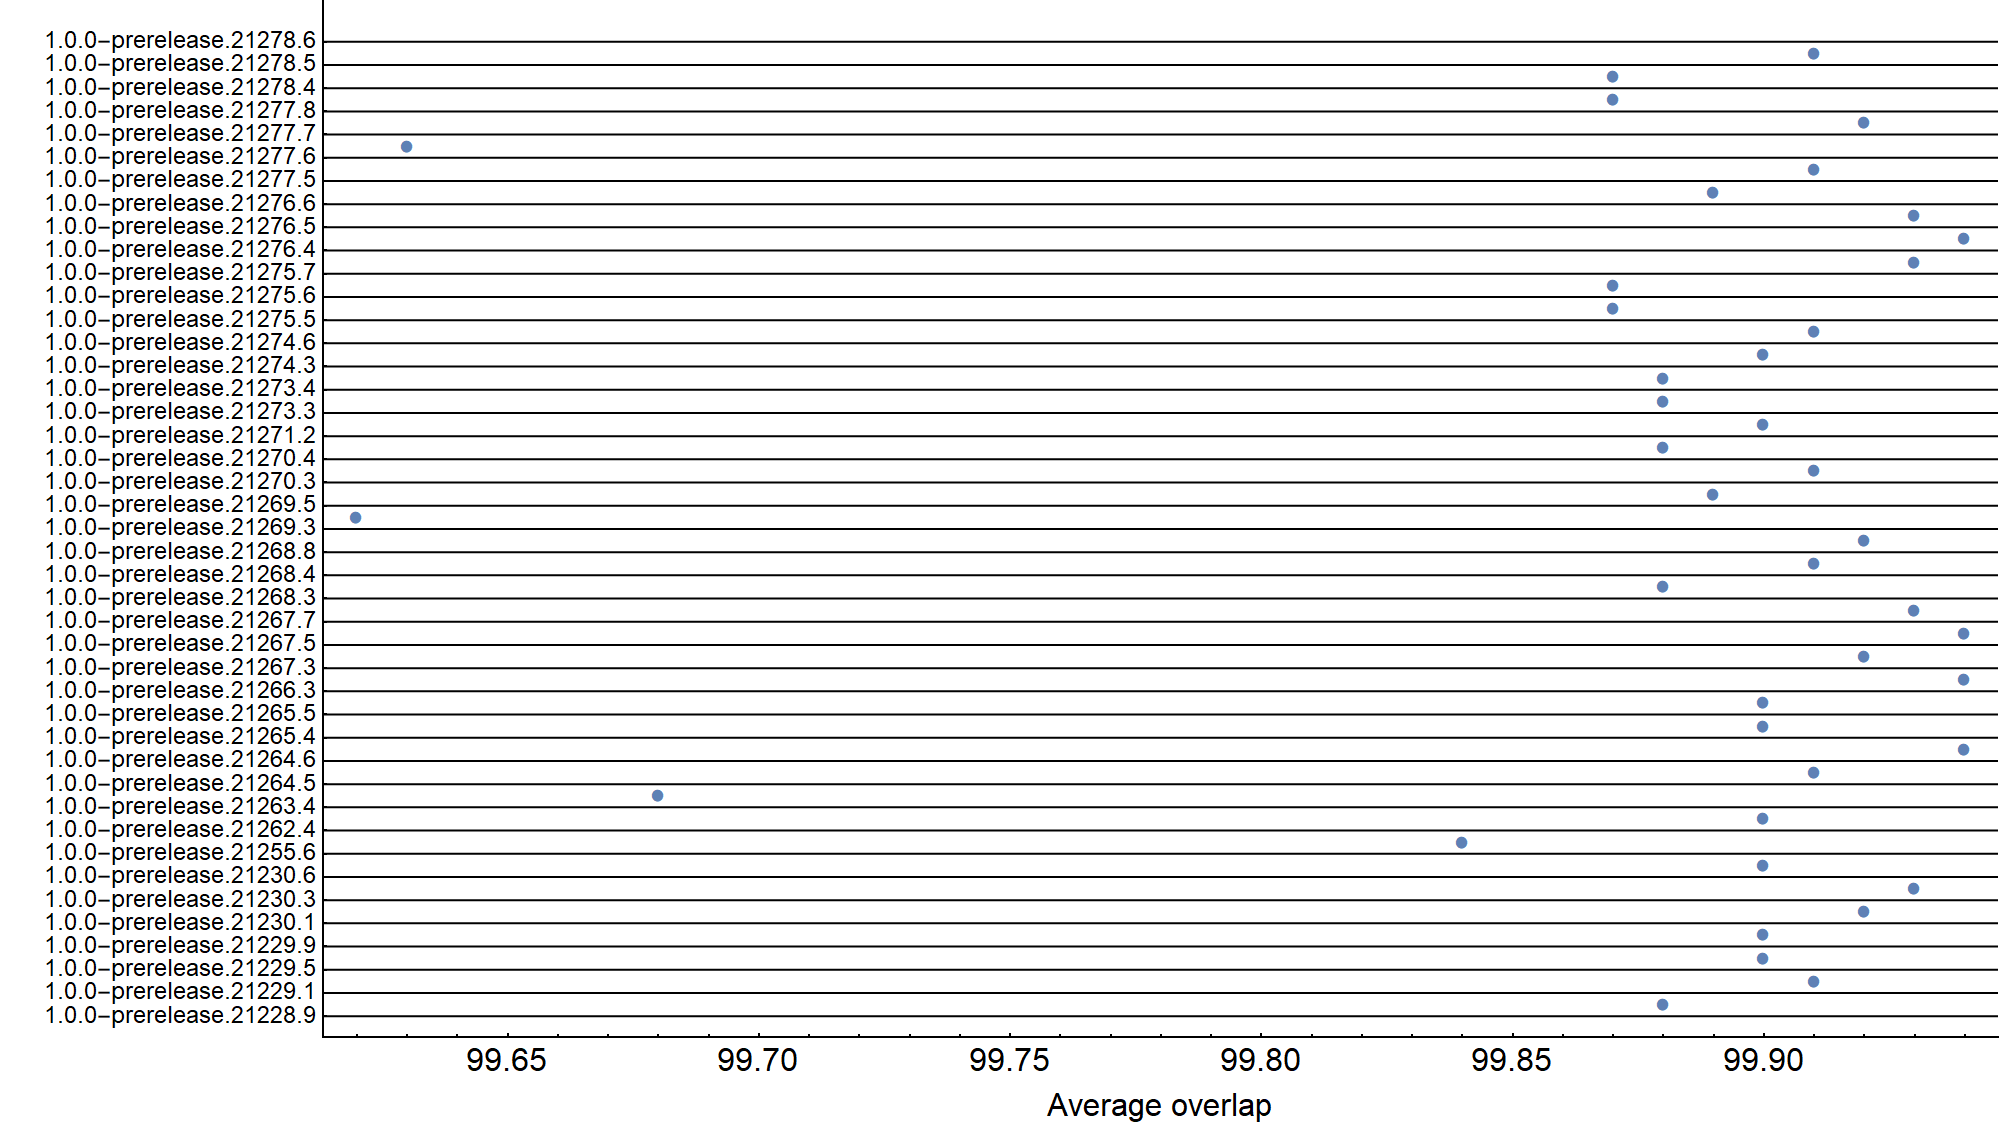 1.0.0–prerelease.21278.6
1.0.0–prerelease.21278.5
1.0.0–prerelease.21278.4
1.0.0–prerelease.21277.8
1.0.0–prerelease.21277.7
1.0.0–prerelease.21277.6
1.0.0–prerelease.21277.5
1.0.0–prerelease.21276.6
1.0.0–prerelease.21276.5
1.0.0–prerelease.21276.4
1.0.0–prerelease.21275.7
1.0.0–prerelease.21275.6
1.0.0–prerelease.21275.5
1.0.0–prerelease.21274.6
1.0.0–prerelease.21274.3
1.0.0–prerelease.21273.4
1.0.0–prerelease.21273.3
1.0.0–prerelease.21271.2
1.0.0–prerelease.21270.4
1.0.0–prerelease.21270.3
1.0.0–prerelease.21269.5
1.0.0–prerelease.21269.3
1.0.0–prerelease.21268.8
1.0.0–prerelease.21268.4
1.0.0–prerelease.21268.3
1.0.0–prerelease.21267.7
1.0.0–prerelease.21267.5
1.0.0–prerelease.21267.3
1.0.0–prerelease.21266.3
1.0.0–prerelease.21265.5
1.0.0–prerelease.21265.4
1.0.0–prerelease.21264.6
1.0.0–prerelease.21264.5
1.0.0–prerelease.21263.4
1.0.0–prerelease.21262.4
1.0.0–prerelease.21255.6
1.0.0–prerelease.21230.6
1.0.0–prerelease.21230.3
1.0.0–prerelease.21230.1
1.0.0–prerelease.21229.9
1.0.0–prerelease.21229.5
1.0.0–prerelease.21229.1
1.0.0–prerelease.21228.9
99.65 99.70 99.75 99.80 99.85 99.90
Average overlap